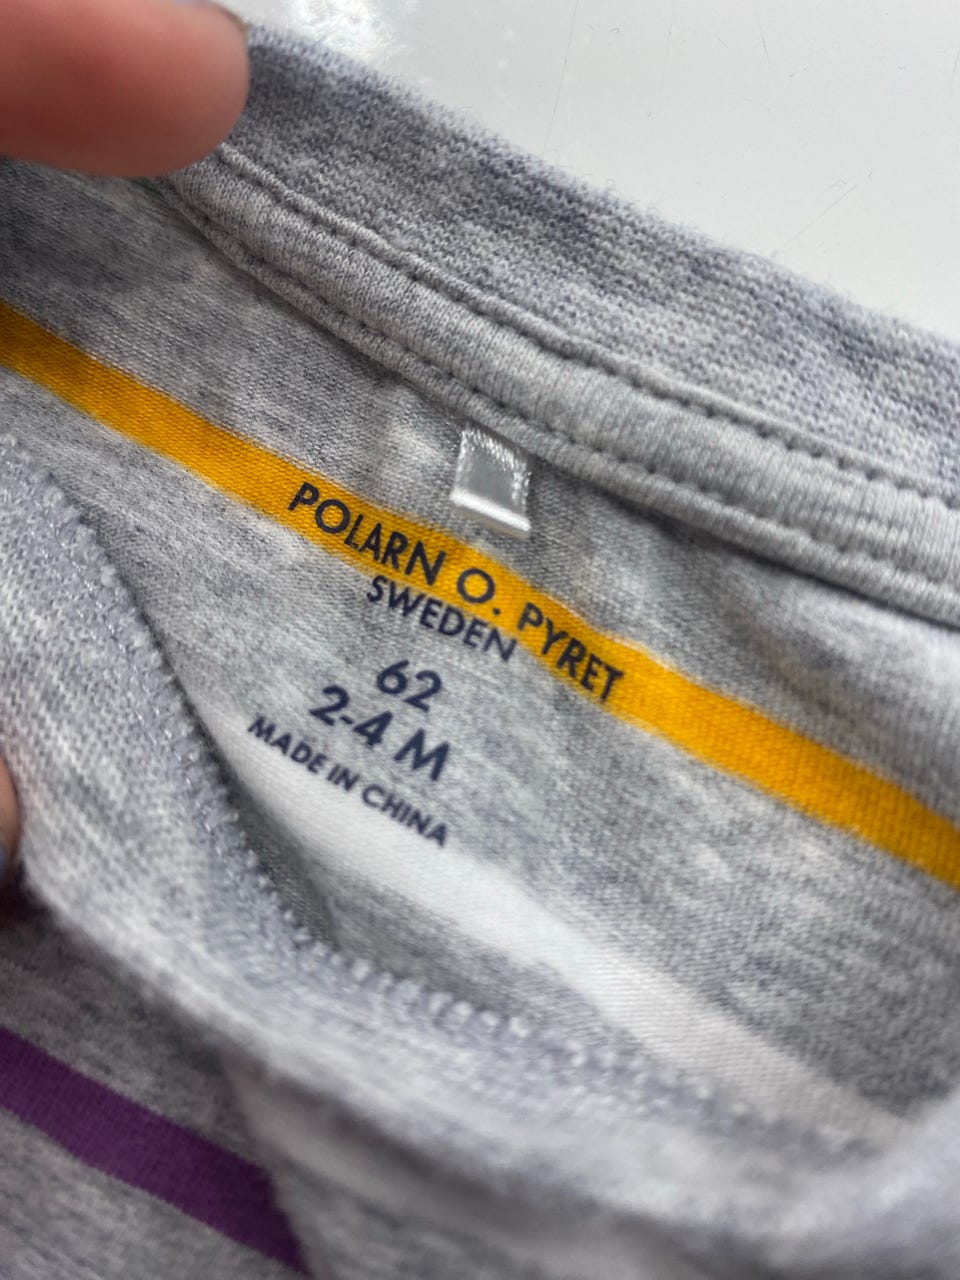 POLARN O. PYRET
SWEDEN
62
2-4 M
MADE IN CHINA